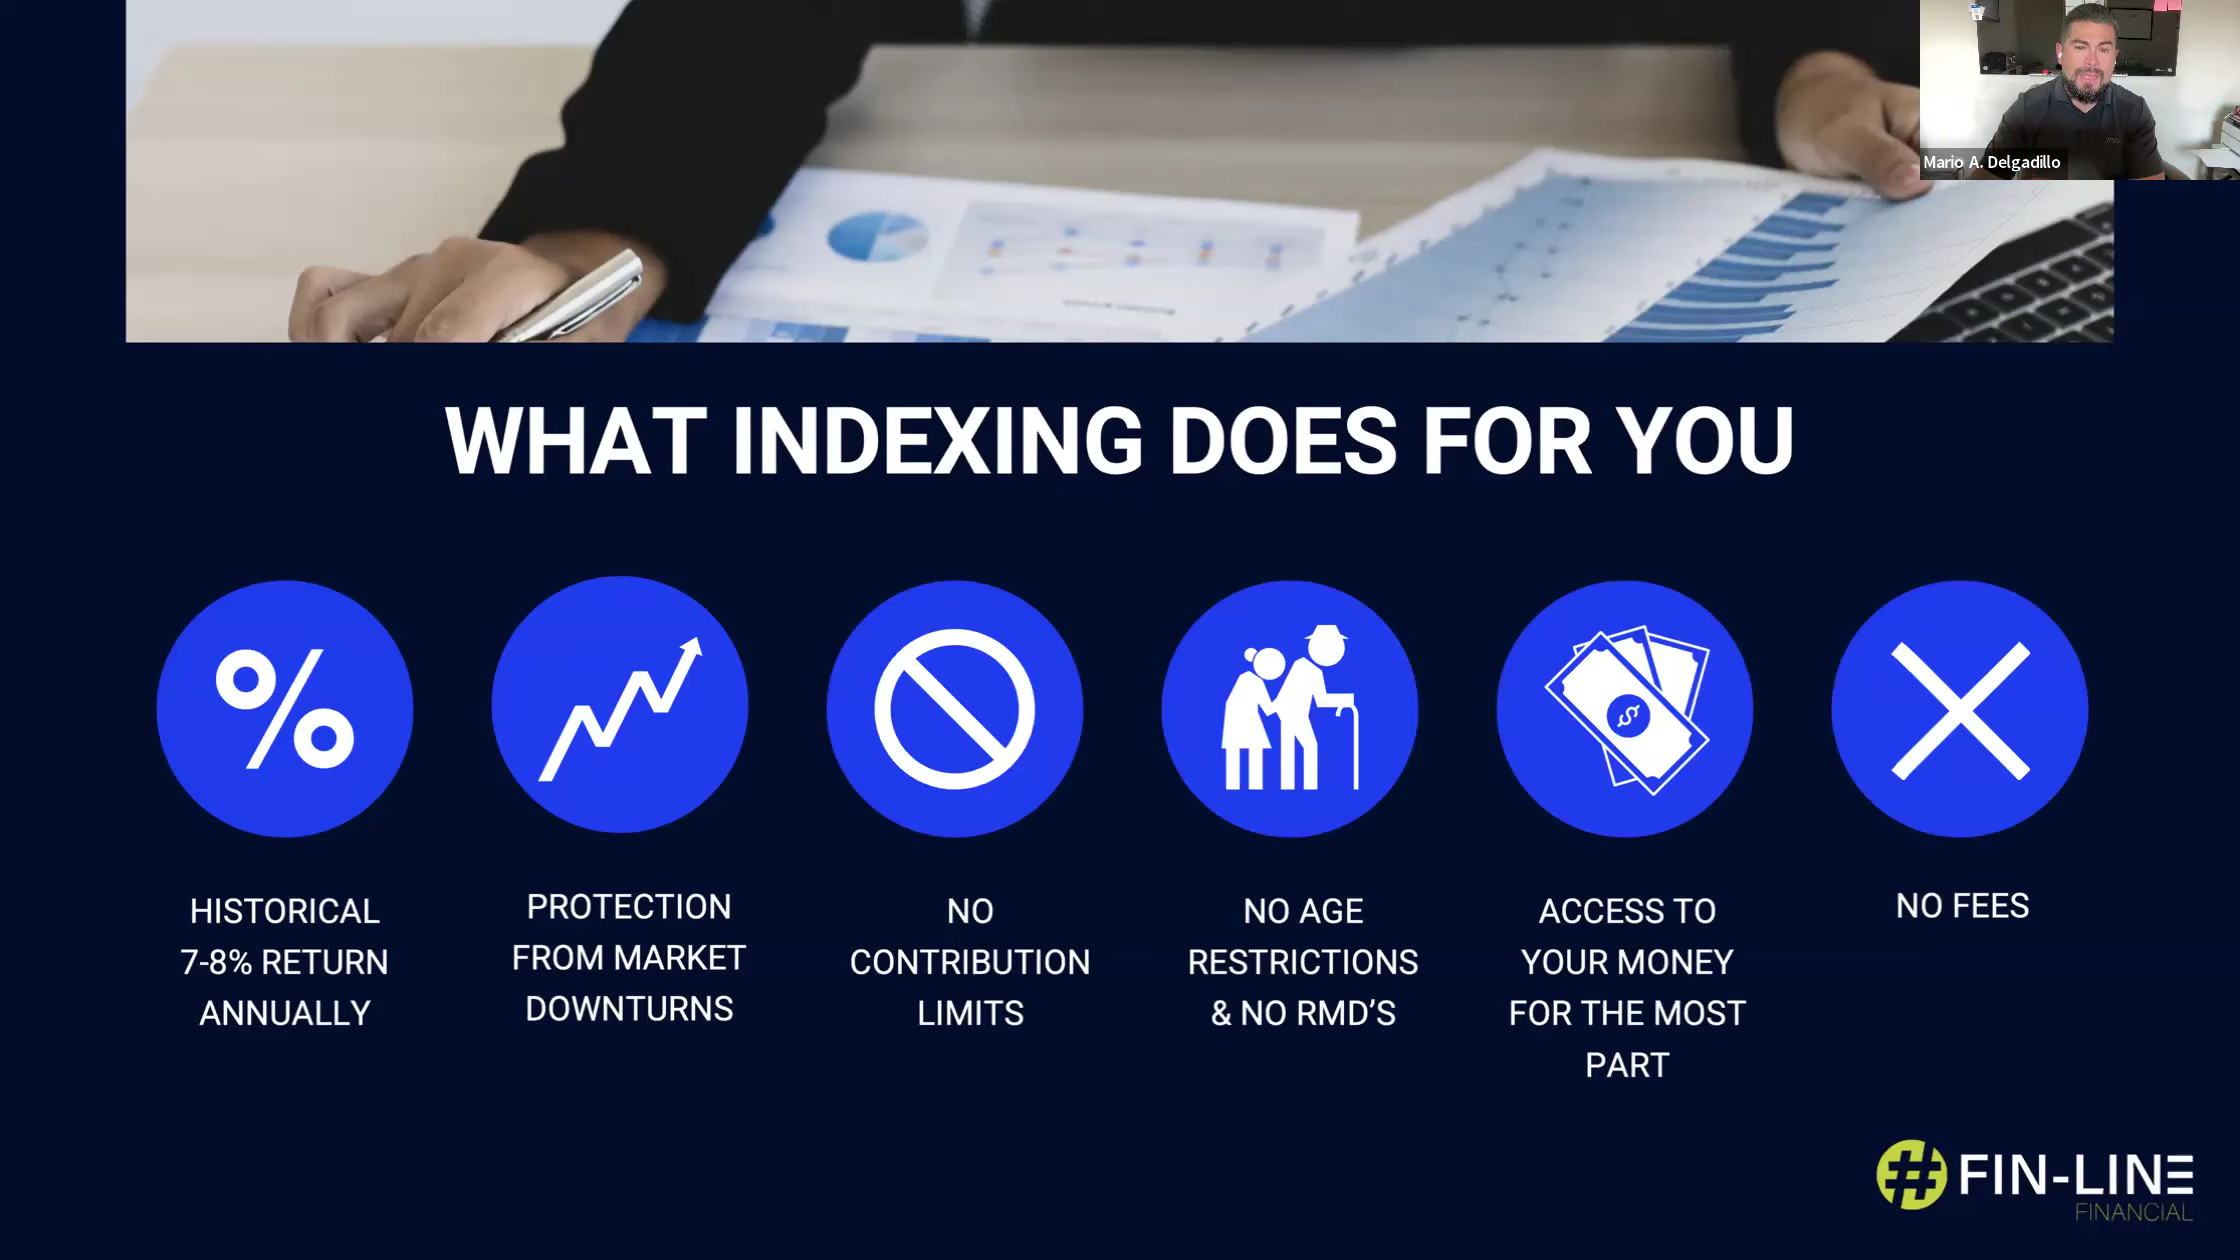 Mario A. Delgadillo
WHAT INDEXING DOES FOR YOU
HISTORICAL
7-8% RETURN
ANNUALLY
PROTECTION
FROM MARKET
DOWNTURNS
NO
CONTRIBUTION
LIMITS
NO AGE
RESTRICTIONS
& NO RMD’S
ACCESS TO
YOUR MONEY
FOR THE MOST
PART
NO FEES
FIN-LINE
FINANCIAL